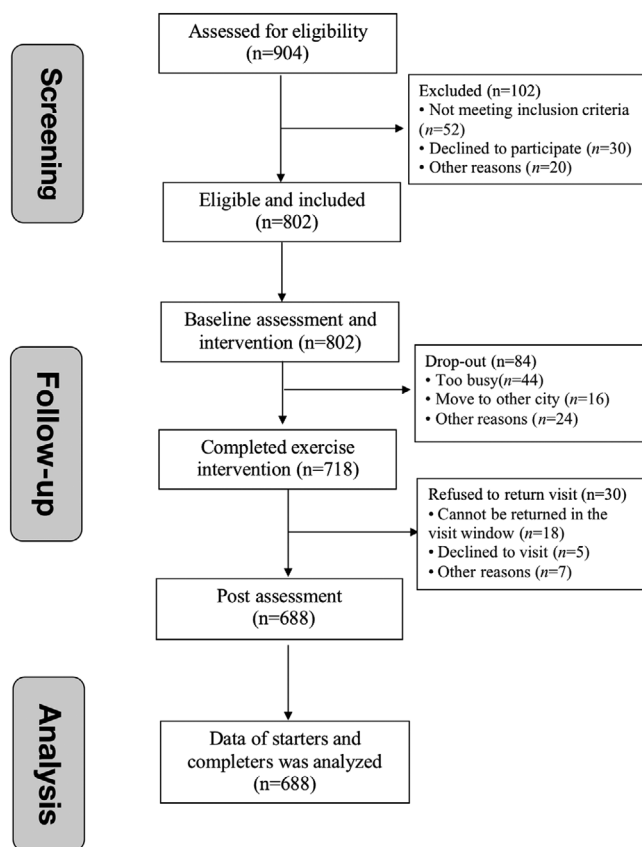 Screening
Assessed for eligibility
(n=904)
Excluded (n=102)
• Not meeting inclusion criteria
(n=52)
• Declined to participate (n=30)
• Other reasons (n=20)
Eligible and included
(n=802)
Follow-up
Baseline assessment and
intervention (n=802)
Drop-out (n=84)
• Too busy(n=44)
• Move to other city (n=16)
• Other reasons (n=24)
Completed exercise
intervention (n=718)
Refused to return visit (n=30)
• Cannot be returned in the
visit window (n=18)
• Declined to visit (n=5)
• Other reasons (n=7)
Post assessment
(n=688)
Analysis
Data of starters and
completers was analyzed
(n=688)